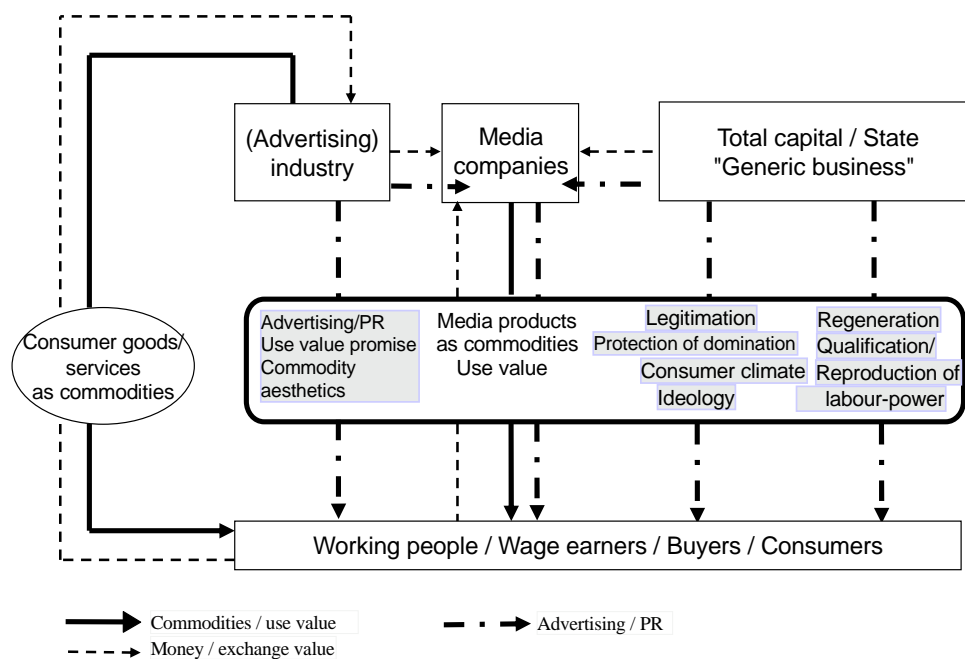 (Advertising)
industry
Media
companies
Total capital / State
"Generic business"
Consumer goods/
services
as commodities
Advertising/PR
Use value promise
Commodity
aesthetics
Media products
as commodities
Use value
Legitimation
Protection of domination
Consumer climate
Ideology
Regeneration
Qualification/
Reproduction of
labour-power
Working people / Wage earners / Buyers / Consumers
Commodities / use value
Advertising / PR
Money / exchange value